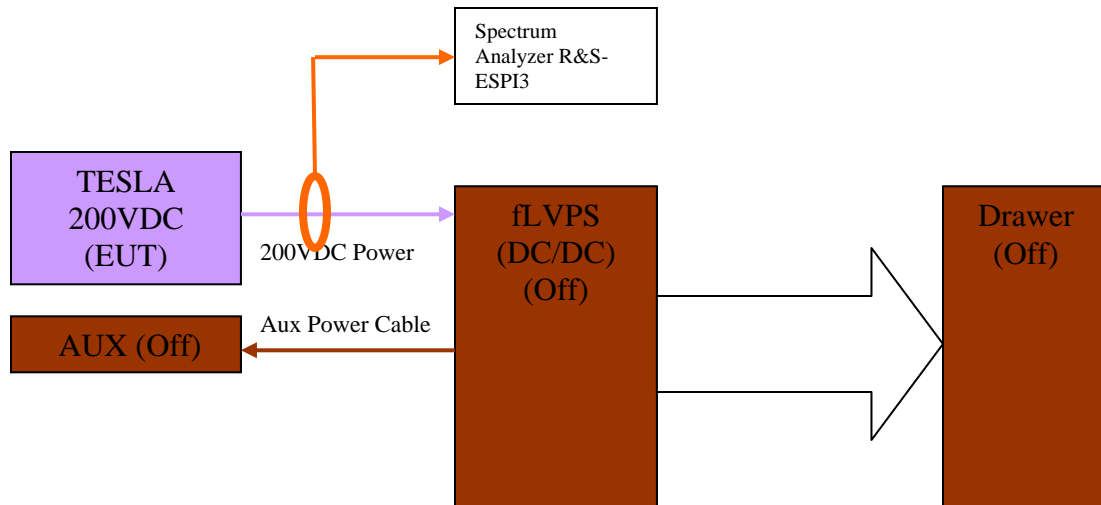 Spectrum
Analyzer R&S-
ESPI3
TESLA
200VDC
(EUT)
200VDC Power
fLVPS
(DC/DC)
(Off)
Drawer
(Off)
AUX (Off)
Aux Power Cable